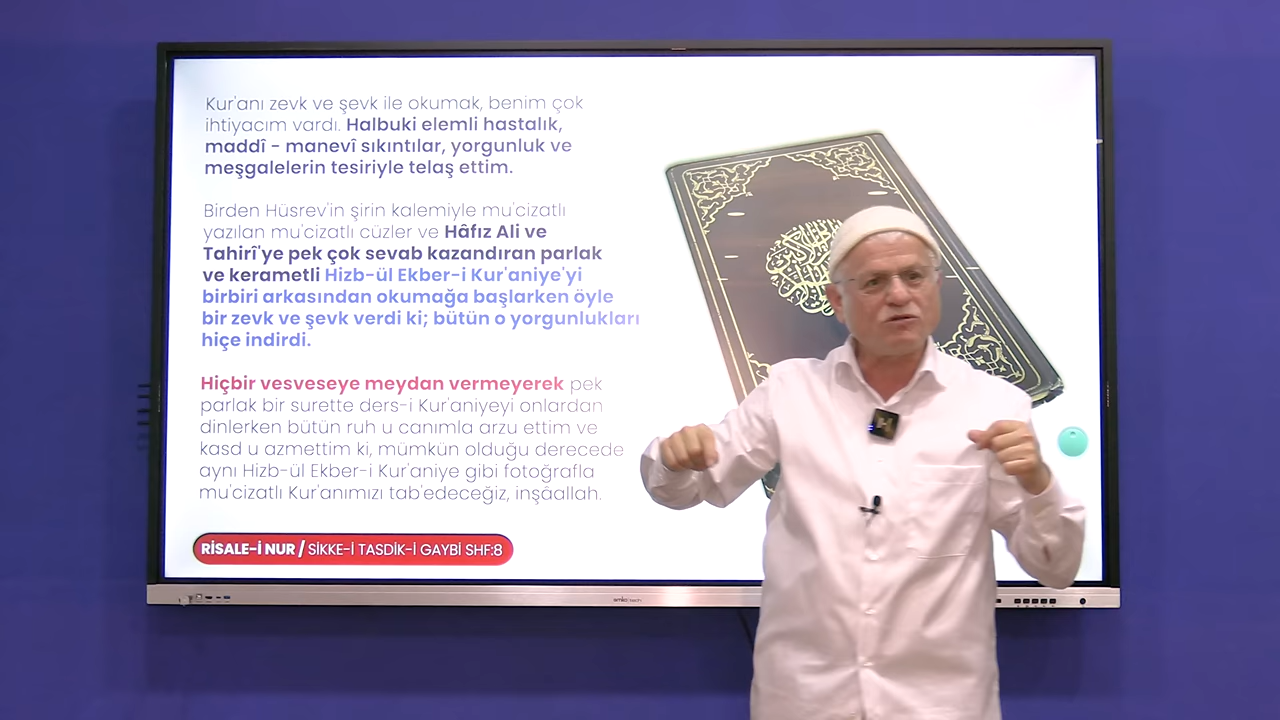 Kur'anı zevk ve şevk ile okumak, benim çok
ihtiyacım vardı. Halbuki elemli hastalık,
maddî - manevî sıkıntılar, yorgunluk ve
meşgalelerin tesiriyle telaş ettim.
Birden Hüsrev'in şirin kalemiyle mu'cizatlı
yazılan mu'cizatlı cüzler ve Hâfız Ali ve
Tahirî'ye pek çok sevab kazandıran parlak
ve kerametli Hizb-ül Ekber-i Kur'aniye'yi
birbiri arkasından okumağa başlarken öyle
bir zevk ve şevk verdi ki; bütün o yorgunlukları
hiçe indirdi.
Hiçbir vesveseye meydan vermeyerek pek
parlak bir surette ders-i Kur'aniyeyi onlardan
dinlerken bütün ruh u canımla arzu ettim ve
kasd u azmettim ki, mümkün olduğu derecede
aynı Hizb-ül Ekber-i Kur'aniye gibi fotoğrafla
mu'cizatlı Kur'anımızı tab'edeceğiz, inşâallah.
RİSALE-İ NUR / SİKKE-İ TASDİK-İ GAYBİ SHF:8